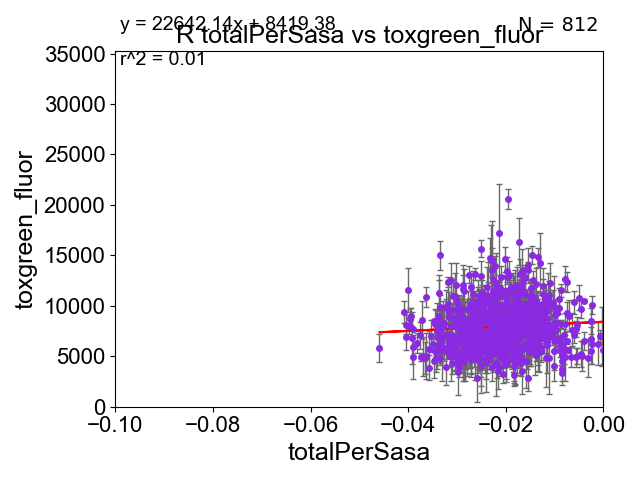 y = 22642.14x + 8419.38
N = 812
R totalPerSasa vs toxgreen_fluor
r^2 = 0.01
35000
30000
25000
20000
15000
10000
5000
0
toxgreen_fluor
−0.10 −0.08 −0.06 −0.04 −0.02 0.00
totalPerSasa